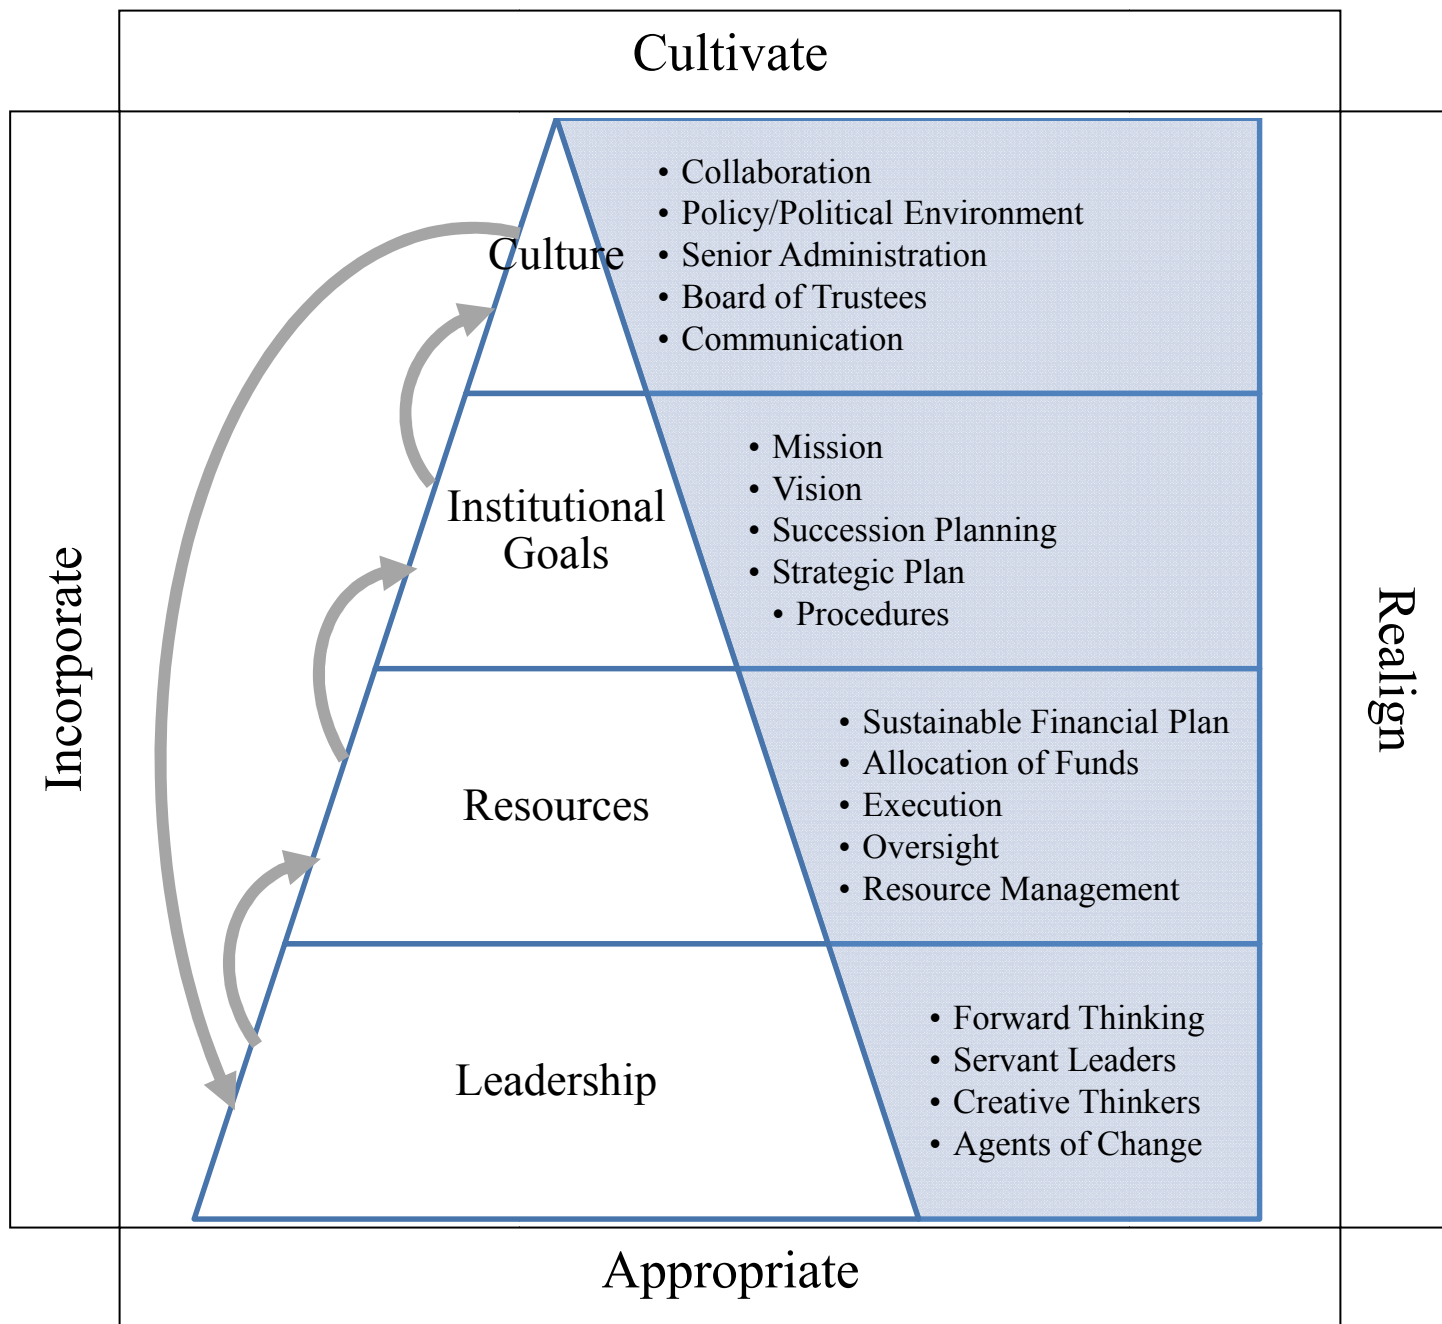 Cultivate
Incorporate
Culture
• Collaboration
• Policy/Political Environment
• Senior Administration
• Board of Trustees
• Communication
Institutional
Goals
• Mission
• Vision
• Succession Planning
• Strategic Plan
• Procedures
Resources
• Sustainable Financial Plan
• Allocation of Funds
• Execution
• Oversight
• Resource Management
Leadership
• Forward Thinking
• Servant Leaders
• Creative Thinkers
• Agents of Change
Realign
Appropriate